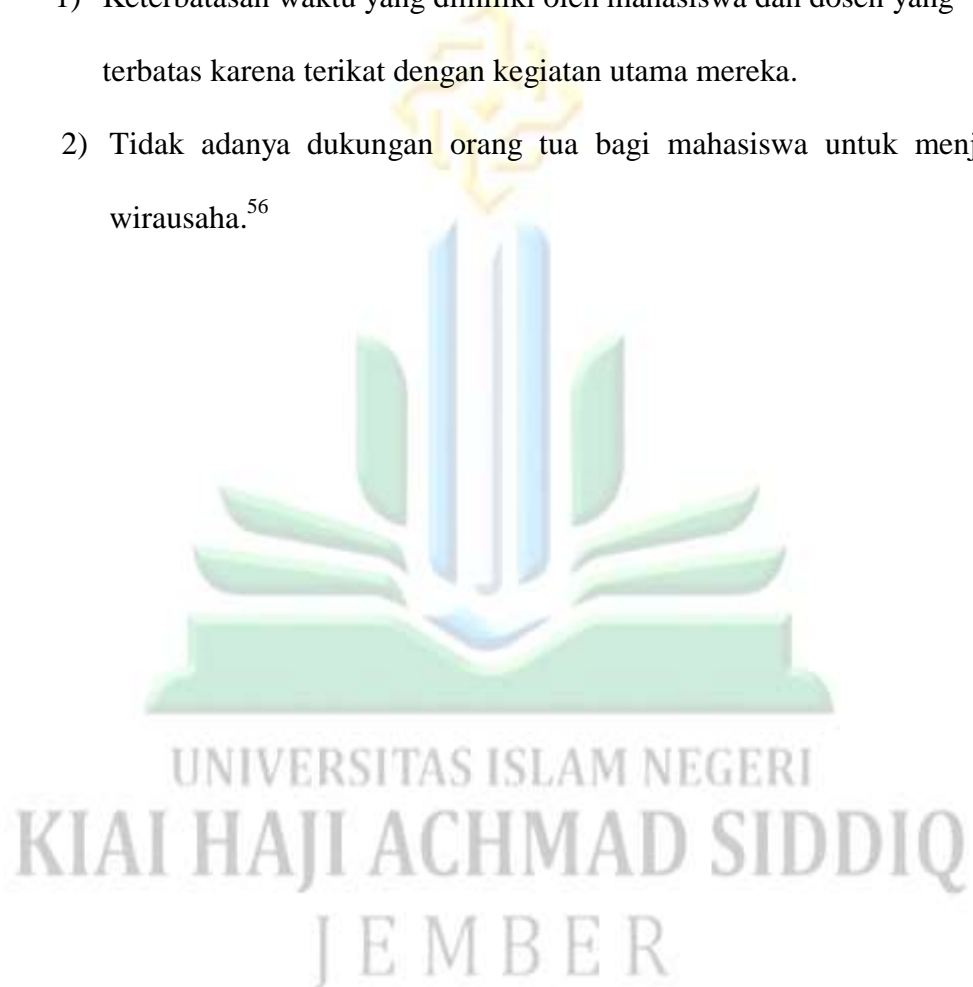 1) Keterbatasan waktu yang dimiliki oleh mahasiswa dan dosen yang
terbatas karena terikat dengan kegiatan utama mereka.
2) Tidak adanya dukungan orang tua bagi mahasiswa untuk menj
wirausaha.56
UNIVERSITAS ISLAM NEGERI
KIAI HAJI ACHMAD SIDDIQ
JEMBER